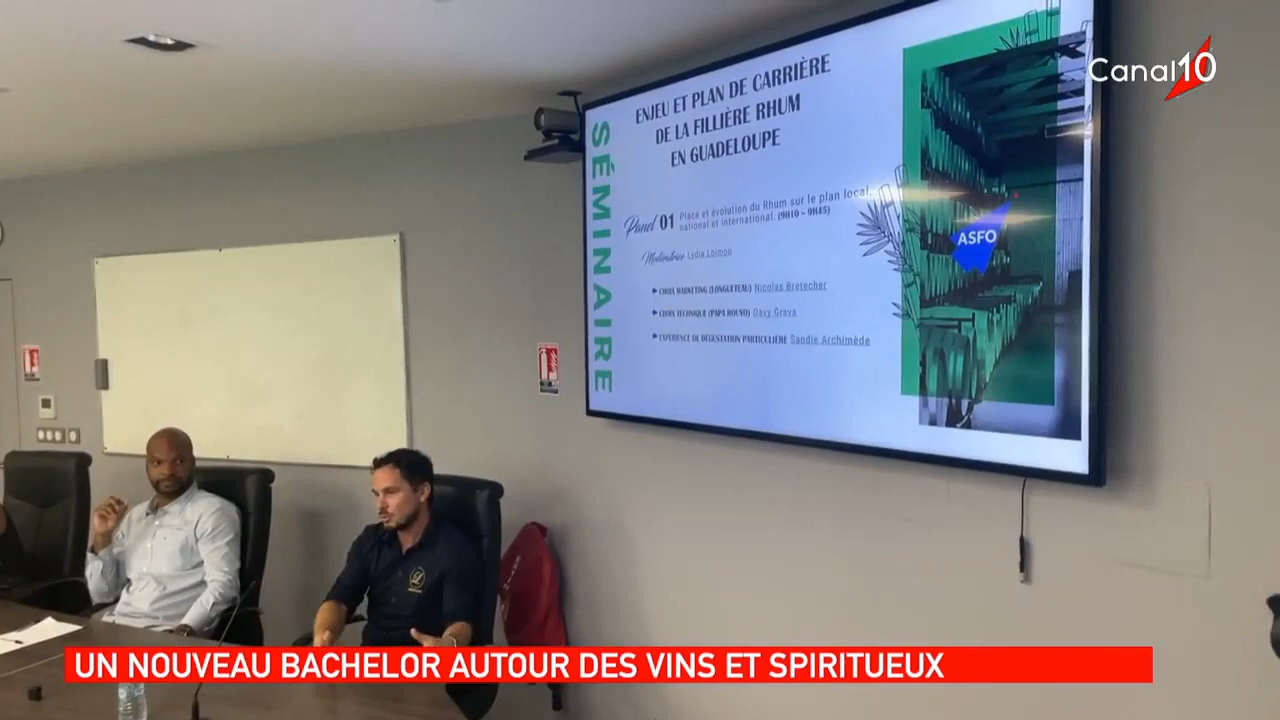 Canal10
SÉMINAIRE
ENJEU ET PLAN DE CARRIÈRE
DE LA FILLIÈRE RHUM
EN GUADELOUPE
Panel 01 Place et évolution du Rhum sur le plan local,
national et international. (9H10 - 9H45)
Modératrice Lydia Loimon
CHOIX MARKETING (LONGUETEAU) Nicolas Bretecher
CHOIX TECHNIQUE (PAPA ROUYO) Davy Graya
EXPERIENCE DE DÉGUSTATION PARTICULIÈRE Sandie Archimède
ASFO
UN NOUVEAU BACHELOR AUTOUR DES VINS ET SPIRITUEUX